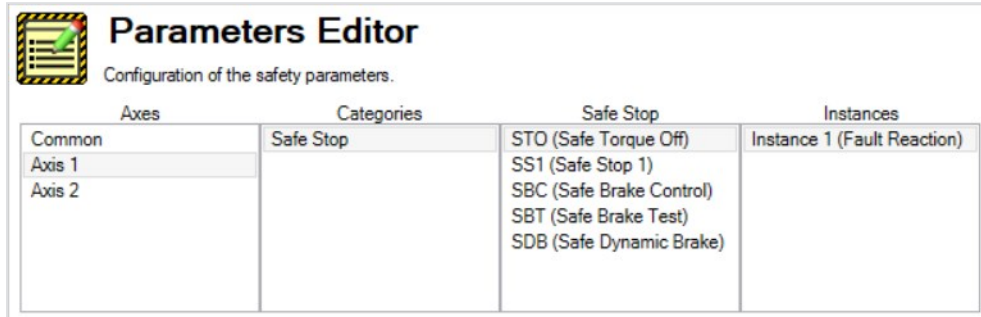 Parameters Editor
Configuration of the safety parameters.
Axes Categories Safe Stop Instances
Common Safe Stop STO (Safe Torque Off) Instance 1 (Fault Reaction)
Axis 1 SS1 (Safe Stop 1)
Axis 2 SBC (Safe Brake Control)
SBT (Safe Brake Test)
SDB (Safe Dynamic Brake)